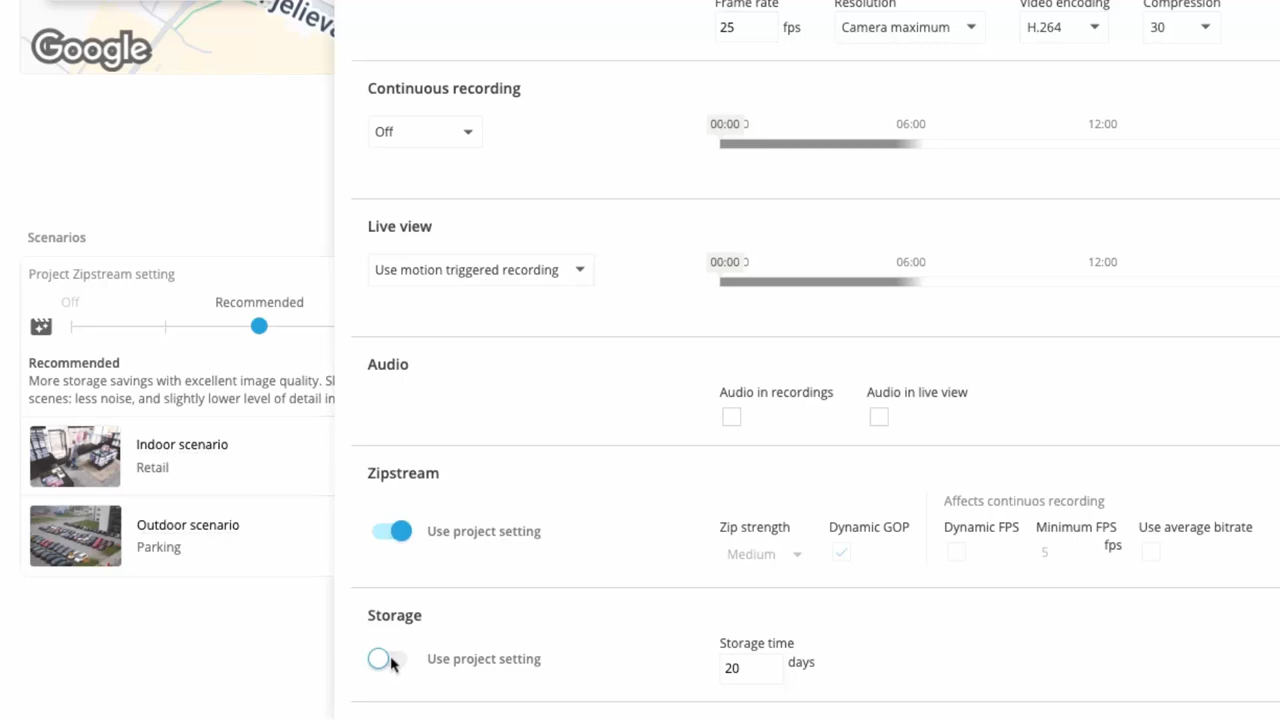 jelieva
Google
Scenarios
Project Zipstream setting
Off
Recommended
Recommended
More storage savings with excellent image quality.
scenes: less noise, and slightly lower level of detail in
Indoor scenario
Retail
Outdoor scenario
Parking
Frame rate
Resolution
Video encoding
Compression
25
fps
Camera maximum
H.264
30
Continuous recording
Off
00:00
06:00
12:00
Live view
Use motion triggered recording
00:00
06:00
12:00
Audio
Audio in recordings
Audio in live view
Zipstream
Use project setting
Zip strength
Medium
Dynamic GOP
Affects continuos recording
Dynamic FPS
Minimum FPS
5
fps
Use average bitrate
Storage
Use project setting
Storage time
20
days